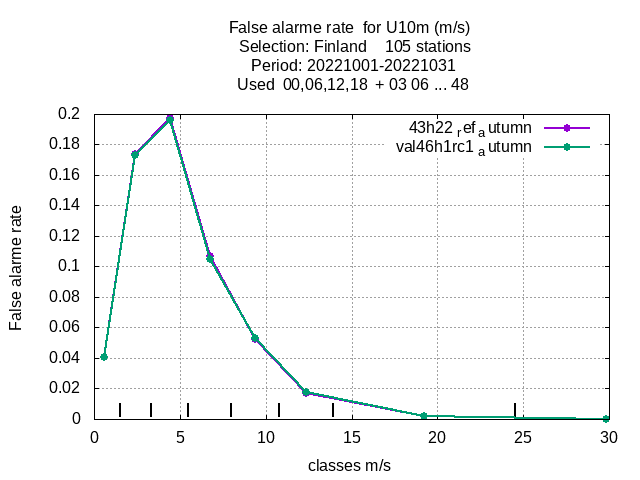 False alarme rate for U10m (m/s)
Selection: Finland 105 stations
Period: 20221001-20221031
Used 00,06,12,18 + 03 06 ... 48
43h22 ref autumn
val46h1rc1 autumn
0.2
0.18
0.16
0.14
0.12
0.1
0.08
0.06
0.04
0.02
0
False alarme rate
0 5 10 15 20 25 30
classes m/s